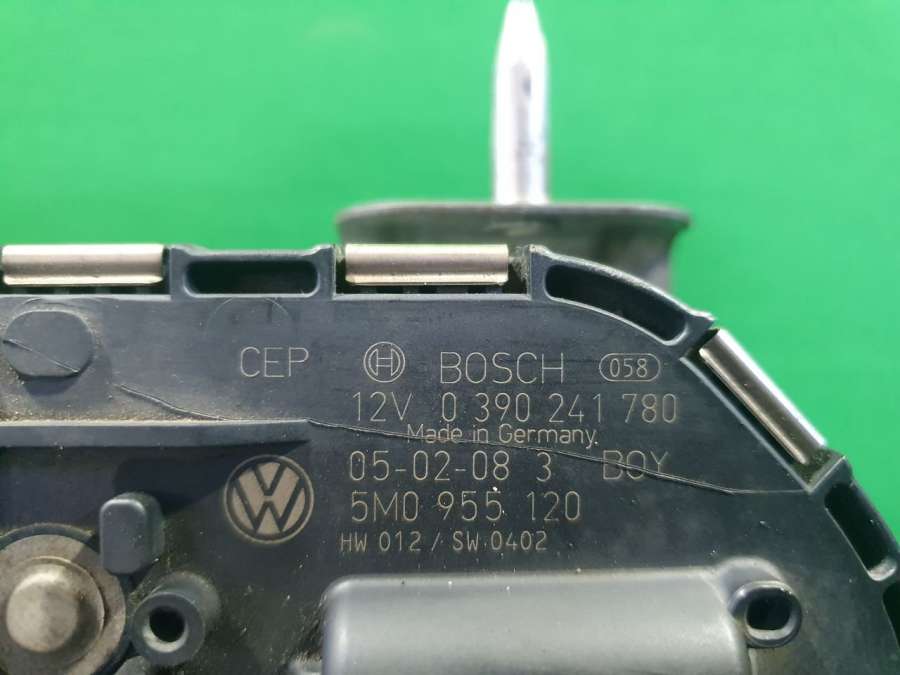 CEP BOSCH 058
12V 0 390 241 780
Made in Germany.
05-02-08 3 BOY
5M0 955 120
HW 012 / SW 0402